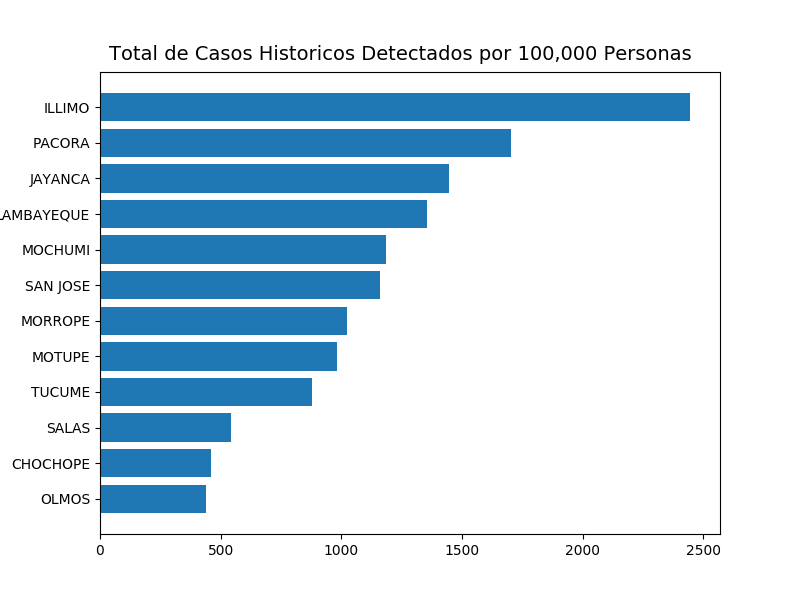 Total de Casos Historicos Detectados por 100,000 Personas
ILLIMO
PACORA
JAYANCA
LAMBAYEQUE
MOCHUMI
SAN JOSE
MORROPE
MOTUPE
TUCUME
SALAS
CHOCHOPE
OLMOS
0 500 1000 1500 2000 2500